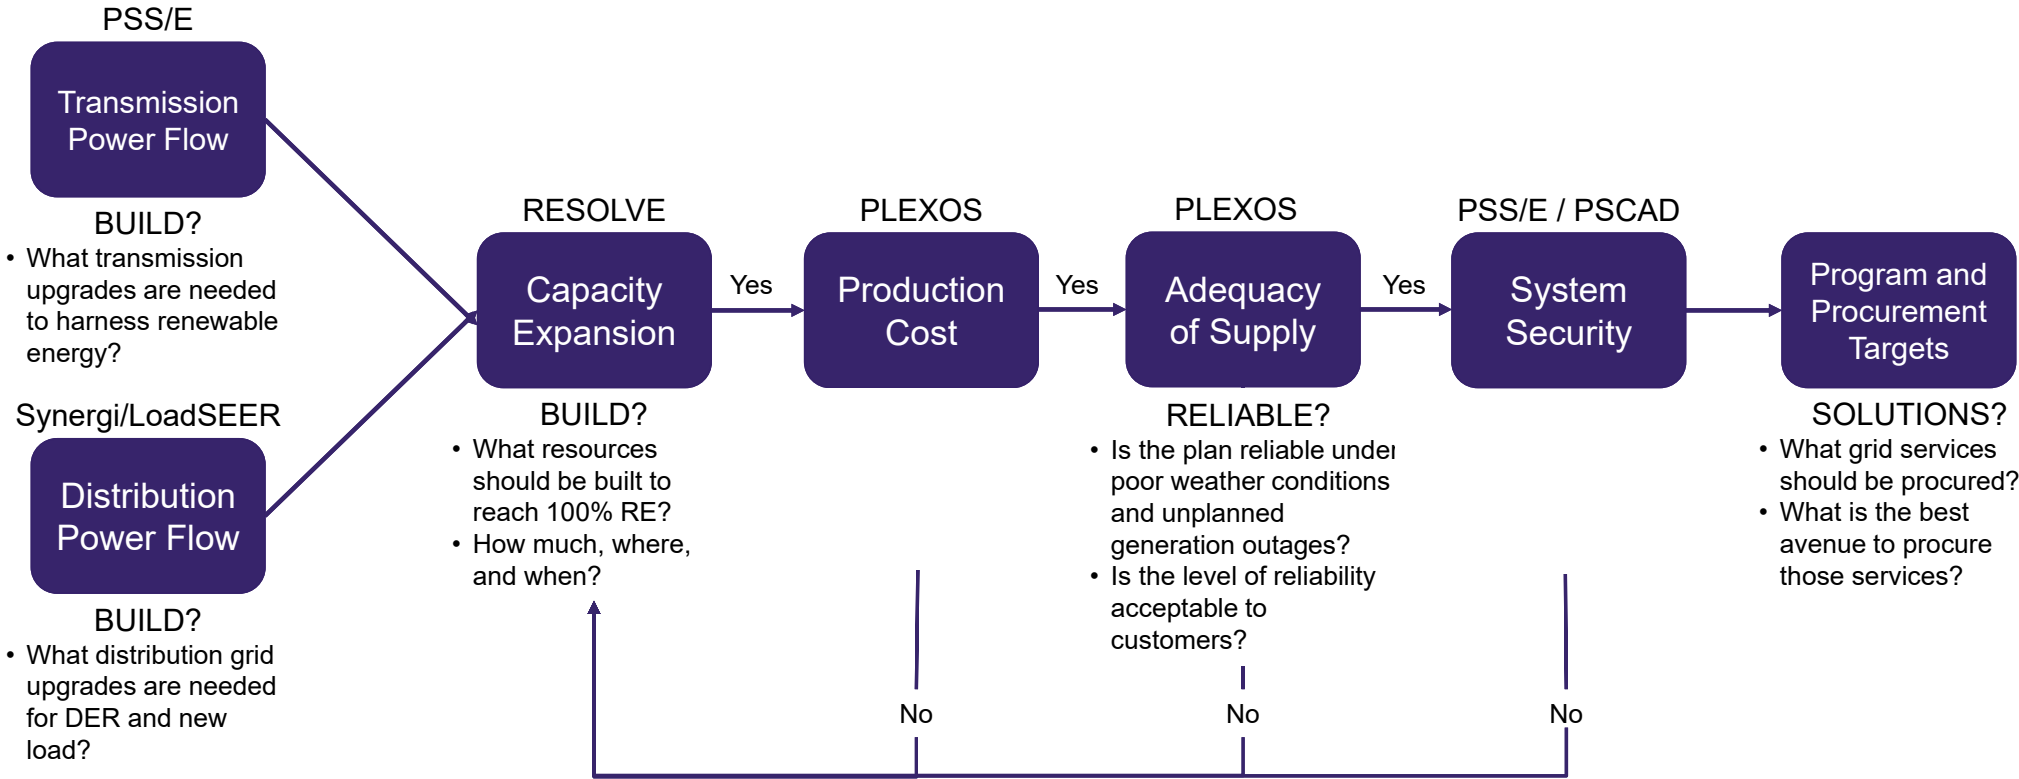 PSS/E
Transmission
Power Flow
BUILD?
• What transmission
upgrades are needed
to harness renewable
energy?
Synergi/LoadSEER
Distribution
Power Flow
BUILD?
• What distribution grid
upgrades are needed
for DER and new
load?
RESOLVE
Capacity
Expansion
BUILD?
• What resources
should be built to
reach 100% RE?
• How much, where,
and when?
Yes
PLEXOS
Production
Cost
No
Yes
PLEXOS
Adequacy
of Supply
RELIABLE?
• Is the plan reliable under
poor weather conditions
and unplanned
generation outages?
• Is the level of reliability
acceptable to
customers?
No
Yes
PSS/E / PSCAD
System
Security
No
Program and
Procurement
Targets
SOLUTIONS?
• What grid services
should be procured?
• What is the best
avenue to procure
those services?